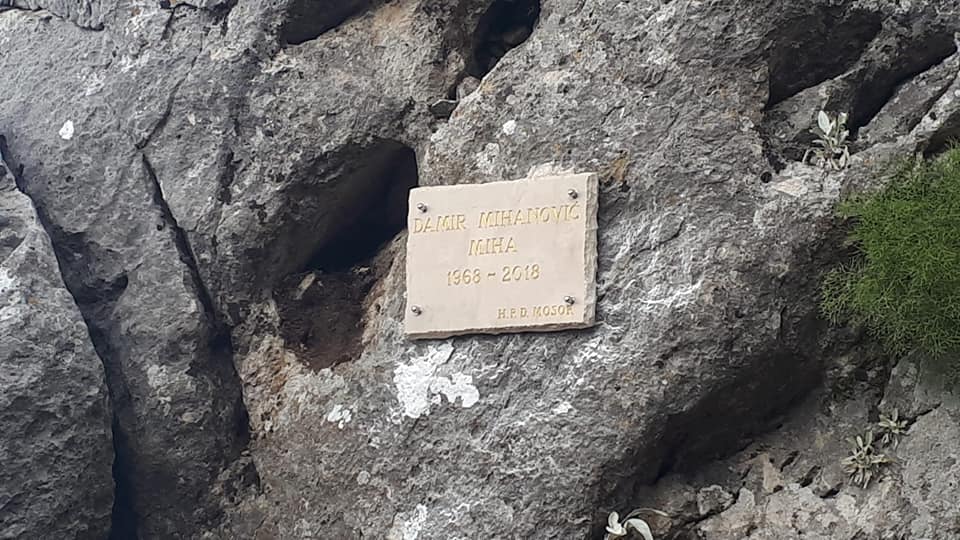 DAMIR MIHANOVIĆ
MIHA
1968 - 2018
H.P.D. MOSOR